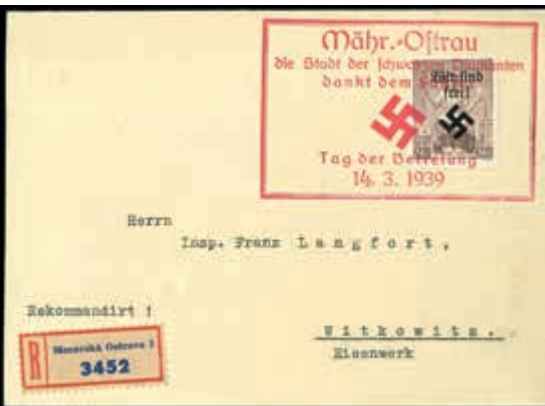 Mähr.-Ostrau
die Stadt der schwarzen Diamanten
dankt dem
Wir sind
frei!
Tag der Befreiung
14. 3. 1939
Herrn
Insp. Franz Langfort,
Rekommandirt !
R
Moravská Ostrava 1
3452
Witkowitz.
Eisenwerk